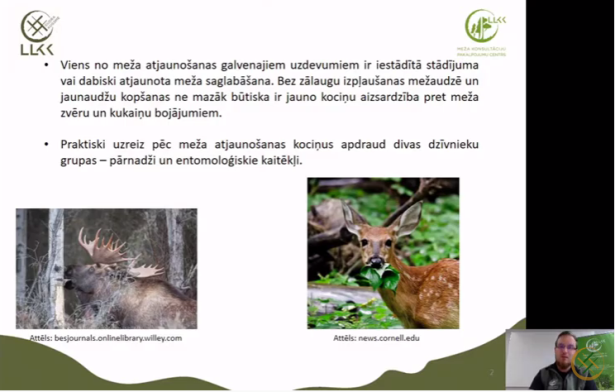 LLKC
MEŽA KONSULTĀCIJU
PAKALPOJUMU CENTRS
• Viens no meža atjaunošanas galvenajiem uzdevumiem ir iestādītā stādījuma
vai dabiski atjaunota meža saglabāšana. Bez zālaugu izpļaušanas mežaudzē un
jaunaudžu kopšanas ne mazāk būtiska ir jauno kociņu aizsardzība pret meža
zvēru un kukaiņu bojājumiem.
• Praktiski uzreiz pēc meža atjaunošanas kociņus apdraud divas dzīvnieku
grupas – pārnadži un entomoloģiskie kaitēkļi.
Attēls: besjournals.onlinelibrary.willey.com
Attēls: news.cornell.edu
2